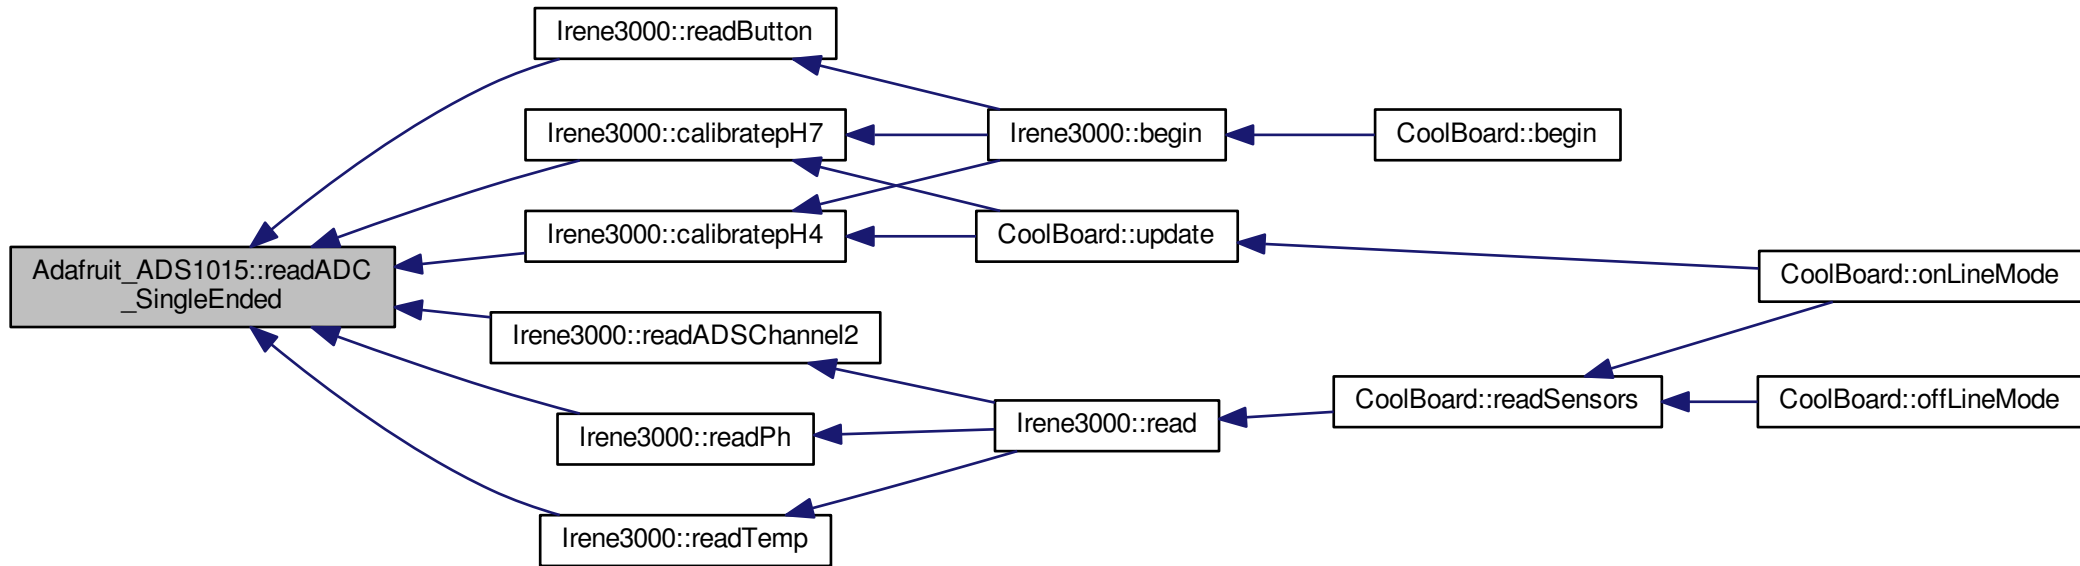 Irene3000::readButton
Irene3000::calibratepH7
Irene3000::begin
CoolBoard::begin
Irene3000::calibratepH4
CoolBoard::update
Adafruit_ADS1015::readADC
_SingleEnded
CoolBoard::onLineMode
Irene3000::readADSChannel2
CoolBoard::readSensors
CoolBoard::offLineMode
Irene3000::readPh
Irene3000::read
Irene3000::readTemp